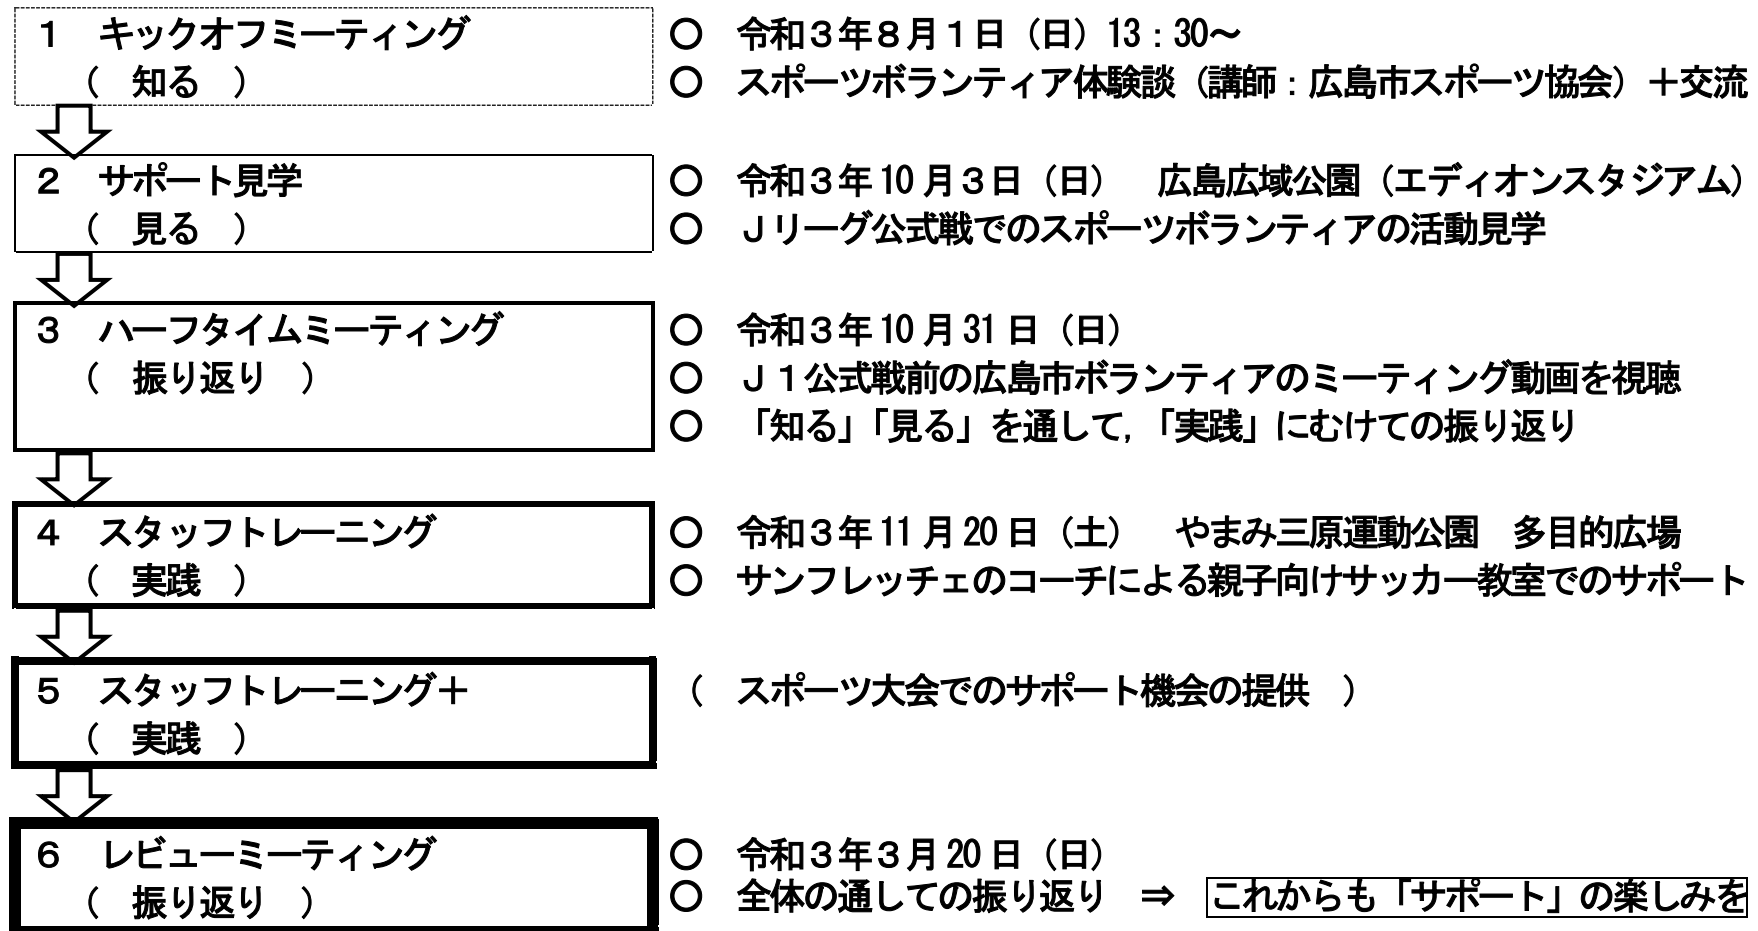 １　キックオフミーティング　○　令和３年８月１日（日）13：30～
（　知る　）　○　スポーツボランティア体験談（講師：広島市スポーツ協会）＋交流
２　サポート見学　○　令和３年10月３日（日）　広島広域公園（エディオンスタジアム）
（　見る　）　○　Ｊリーグ公式戦でのスポーツボランティアの活動見学
３　ハーフタイムミーティング　○　令和３年10月31日（日）
（　振り返り　）　○　Ｊ１公式戦前の広島市ボランティアのミーティング動画を視聴
○　「知る」「見る」を通して，「実践」にむけての振り返り
４　スタッフトレーニング　○　令和３年11月20日（土）　やまみ三原運動公園　多目的広場
（　実践　）　○　サンフレッチェのコーチによる親子向けサッカー教室でのサポート
５　スタッフトレーニング＋　（　スポーツ大会でのサポート機会の提供　）
（　実践　）
６　レビューミーティング　○　令和３年３月20日（日）
（　振り返り　）　○　全体の通しての振り返り　⇒　これからも「サポート」の楽しみを